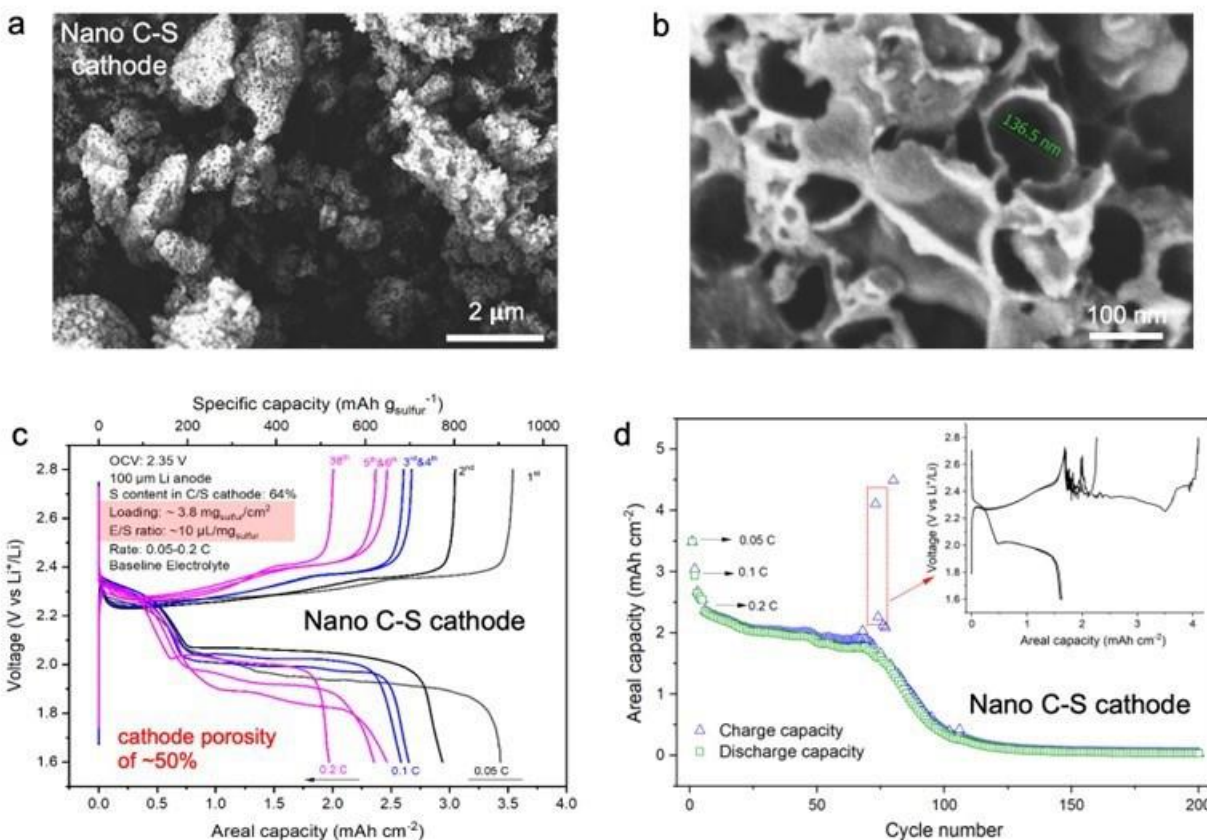 a
Nano C-S
cathode
2 μm
b
136.5 nm
100 nm
c
Specific capacity (mAh g_sulfur⁻¹)
0 100 200 300 400 500 600 700 800 900 1000
OCV: 2.35 V
100 μm Li anode
S content in C/S cathode: 64%
Loading: ~ 3.8 mg_sulfur/cm²
E/S ratio: ~10 μL/mg_sulfur
Rate: 0.05-0.2 C
Baseline Electrolyte
38th 5th&6th 3rd&4th 2nd 1st
Nano C-S cathode
cathode porosity
of ~50%
0.2 C 0.1 C 0.05 C
Voltage (V vs Li⁺/Li)
2.8
2.6
2.4
2.2
2.0
1.8
1.6
0.0 0.5 1.0 1.5 2.0 2.5 3.0 3.5 4.0
Areal capacity (mAh cm⁻²)
d
Areal capacity (mAh cm⁻²)
5
4
3
2
1
0
0.05 C
0.1 C
0.2 C
Voltage (V vs Li⁺/Li)
2.8
2.4
2.0
1.6
0 1 2 3 4
Areal capacity (mAh cm⁻²)
Nano C-S cathode
Charge capacity
Discharge capacity
0 50 100 150 200
Cycle number